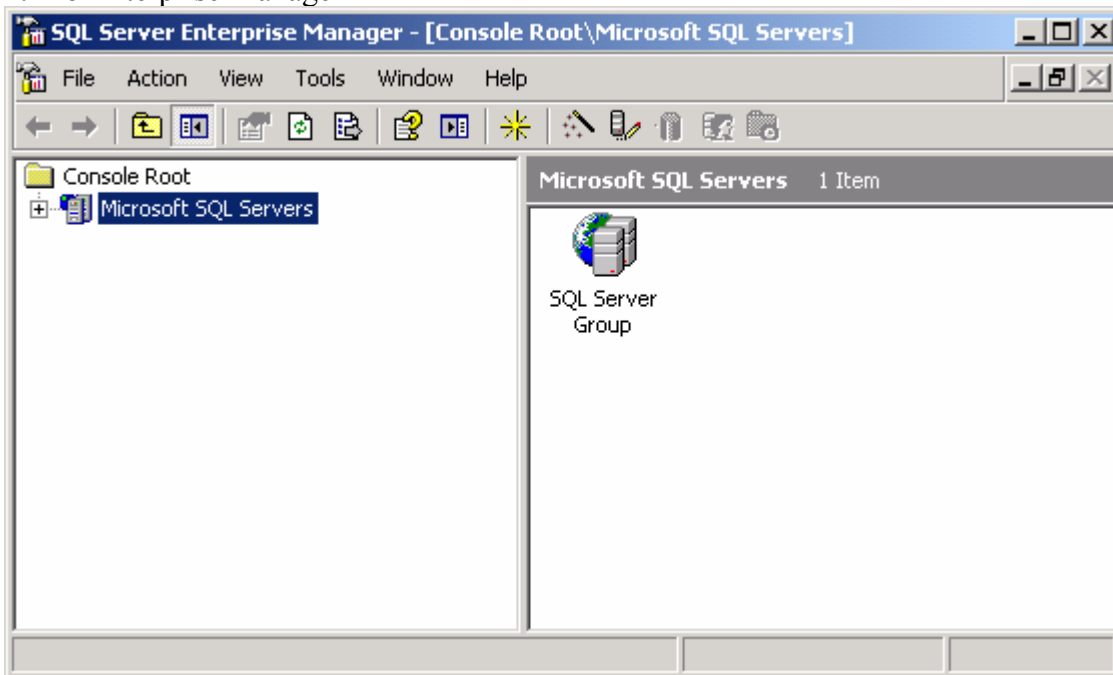 SQL Server Enterprise Manager - [Console Root\Microsoft SQL Servers]
File Action View Tools Window Help
Console Root
Microsoft SQL Servers
Microsoft SQL Servers 1 Item
SQL Server
Group